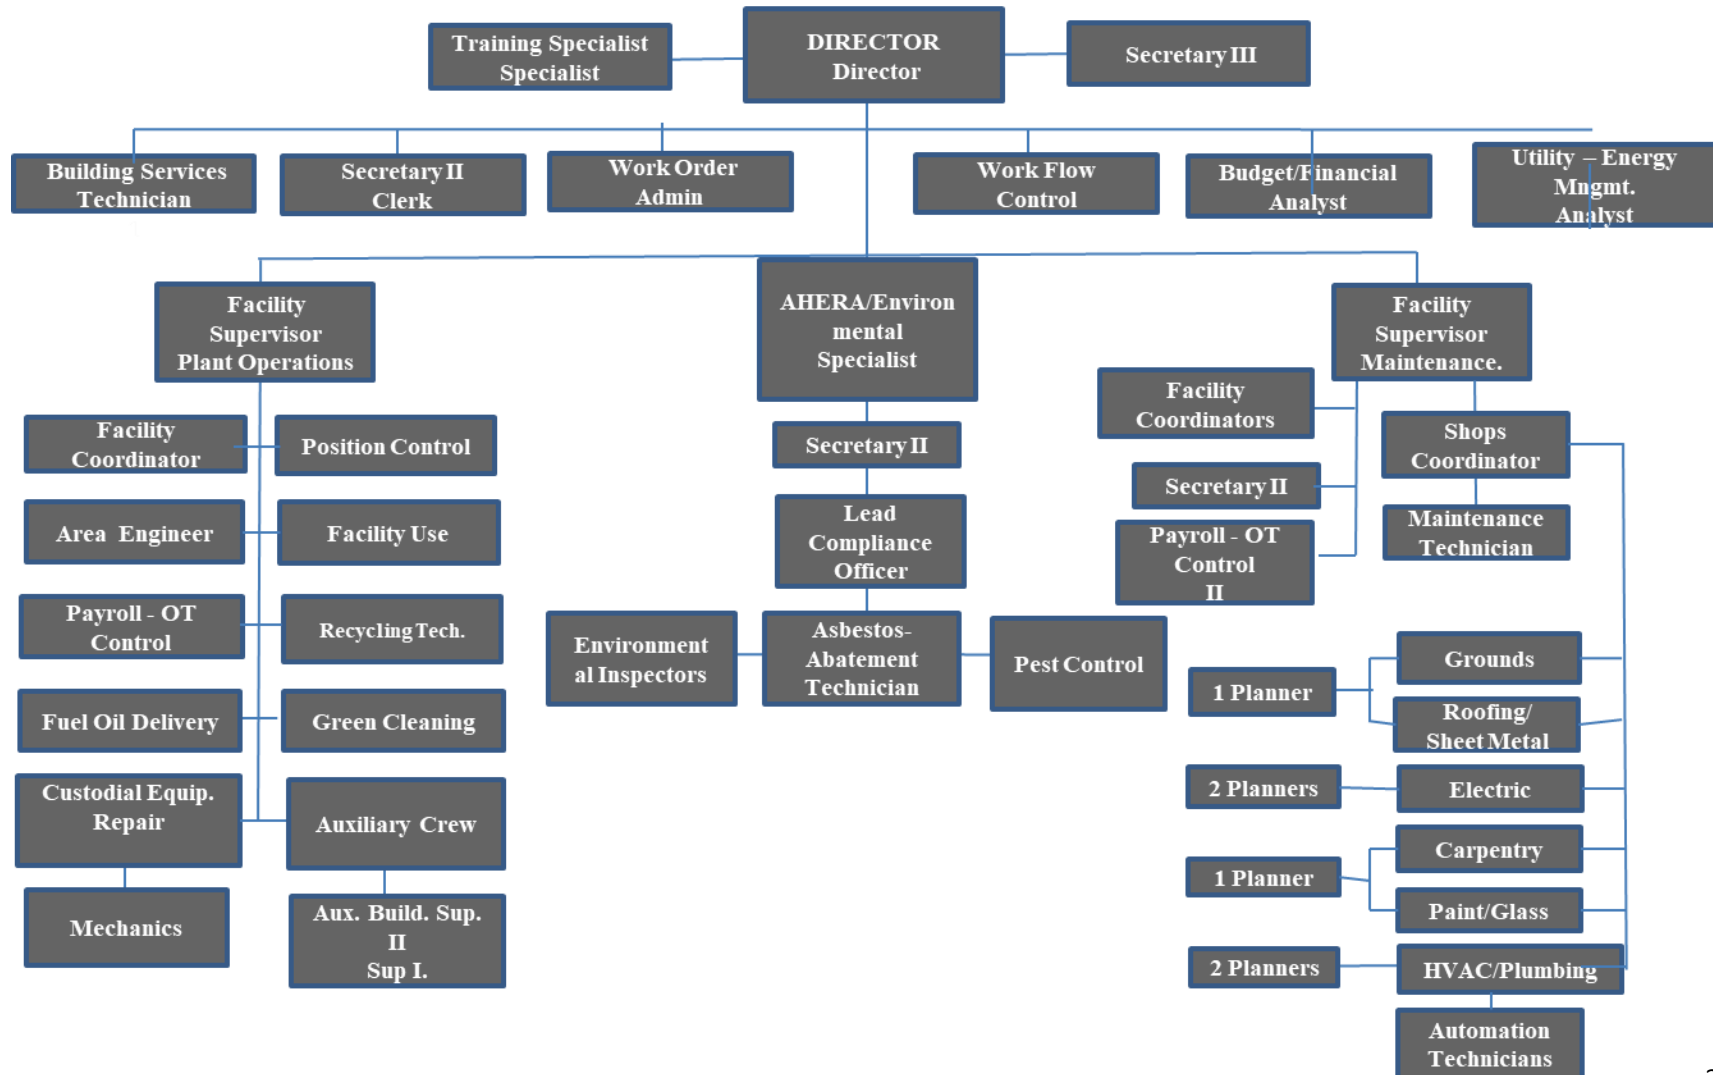 Training Specialist
Specialist
DIRECTOR
Director
Secretary III
Building Services
Technician
Secretary II
Clerk
Work Order
Admin
Work Flow
Control
Budget/Financial
Analyst
Utility – Energy
Mngmt.
Analyst
Facility
Supervisor
Plant Operations
AHERA/Environ
mental
Specialist
Facility
Supervisor
Maintenance.
Facility
Coordinator
Position Control
Area Engineer
Facility Use
Payroll - OT
Control
Recycling Tech.
Fuel Oil Delivery
Green Cleaning
Custodial Equip.
Repair
Auxiliary Crew
Mechanics
Aux. Build. Sup.
II
Sup I.
Secretary II
Lead
Compliance
Officer
Environment
al Inspectors
Asbestos-
Abatement
Technician
Pest Control
Facility
Coordinators
Secretary II
Payroll - OT
Control
II
Shops
Coordinator
Maintenance
Technician
1 Planner
Grounds
Roofing/
Sheet Metal
2 Planners
Electric
1 Planner
Carpentry
Paint/Glass
2 Planners
HVAC/Plumbing
Automation
Technicians